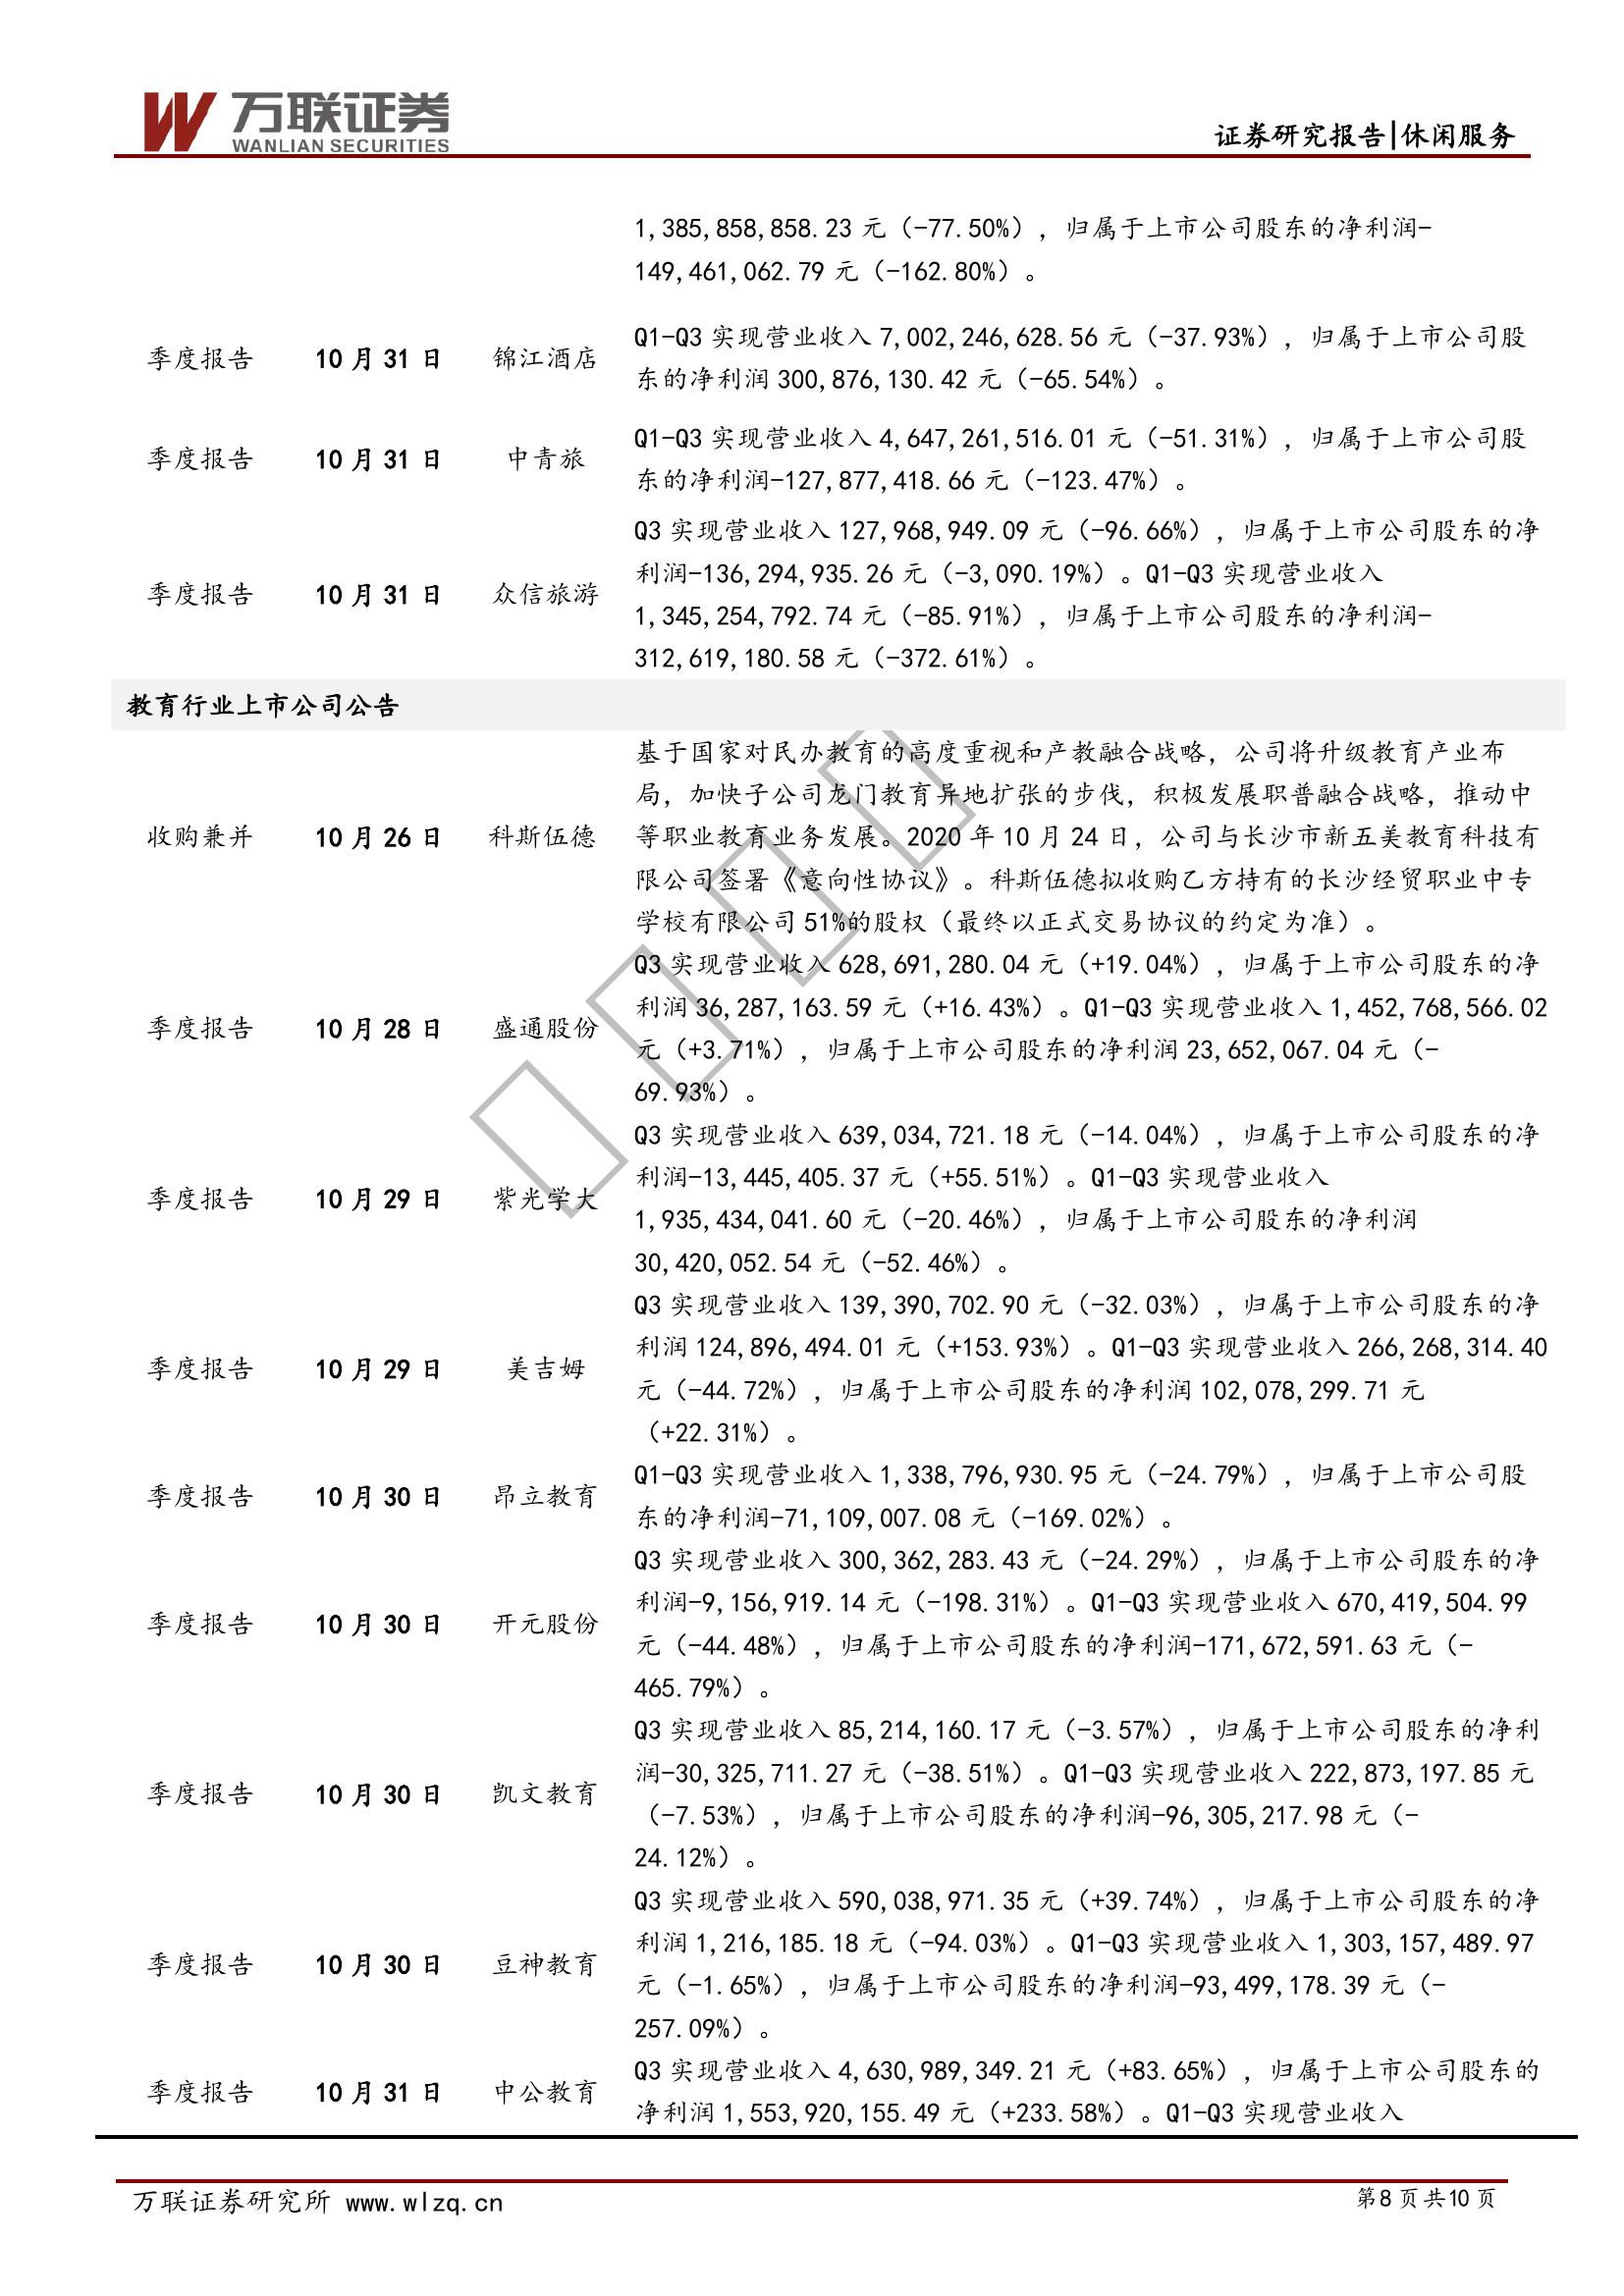 万联证券
WANLIAN SECURITIES
证券研究报告|休闲服务
1,385,858,858.23 元（-77.50%），归属于上市公司股东的净利润-
149,461,062.79 元（-162.80%）。
季度报告 10 月 31 日 锦江酒店
Q1-Q3 实现营业收入 7,002,246,628.56 元（-37.93%），归属于上市公司股
东的净利润 300,876,130.42 元（-65.54%）。
季度报告 10 月 31 日 中青旅
Q1-Q3 实现营业收入 4,647,261,516.01 元（-51.31%），归属于上市公司股
东的净利润-127,877,418.66 元（-123.47%）。
季度报告 10 月 31 日 众信旅游
Q3 实现营业收入 127,968,949.09 元（-96.66%），归属于上市公司股东的净
利润-136,294,935.26 元（-3,090.19%）。Q1-Q3 实现营业收入
1,345,254,792.74 元（-85.91%），归属于上市公司股东的净利润-
312,619,180.58 元（-372.61%）。
教育行业上市公司公告
收购兼并 10 月 26 日 科斯伍德
基于国家对民办教育的高度重视和产教融合战略，公司将升级教育产业布
局，加快子公司龙门教育异地扩张的步伐，积极发展职普融合战略，推动中
等职业教育业务发展。2020 年 10 月 24 日，公司与长沙市新五美教育科技有
限公司签署《意向性协议》。科斯伍德拟收购乙方持有的长沙经贸职业中专
学校有限公司 51%的股权（最终以正式交易协议的约定为准）。
季度报告 10 月 28 日 盛通股份
Q3 实现营业收入 628,691,280.04 元（+19.04%），归属于上市公司股东的净
利润 36,287,163.59 元（+16.43%）。Q1-Q3 实现营业收入 1,452,768,566.02
元（+3.71%），归属于上市公司股东的净利润 23,652,067.04 元（-
69.93%）。
季度报告 10 月 29 日 紫光学大
Q3 实现营业收入 639,034,721.18 元（-14.04%），归属于上市公司股东的净
利润-13,445,405.37 元（+55.51%）。Q1-Q3 实现营业收入
1,935,434,041.60 元（-20.46%），归属于上市公司股东的净利润
30,420,052.54 元（-52.46%）。
季度报告 10 月 29 日 美吉姆
Q3 实现营业收入 139,390,702.90 元（-32.03%），归属于上市公司股东的净
利润 124,896,494.01 元（+153.93%）。Q1-Q3 实现营业收入 266,268,314.40
元（-44.72%），归属于上市公司股东的净利润 102,078,299.71 元
（+22.31%）。
季度报告 10 月 30 日 昂立教育
Q1-Q3 实现营业收入 1,338,796,930.95 元（-24.79%），归属于上市公司股
东的净利润-71,109,007.08 元（-169.02%）。
季度报告 10 月 30 日 开元股份
Q3 实现营业收入 300,362,283.43 元（-24.29%），归属于上市公司股东的净
利润-9,156,919.14 元（-198.31%）。Q1-Q3 实现营业收入 670,419,504.99
元（-44.48%），归属于上市公司股东的净利润-171,672,591.63 元（-
465.79%）。
季度报告 10 月 30 日 凯文教育
Q3 实现营业收入 85,214,160.17 元（-3.57%），归属于上市公司股东的净利
润-30,325,711.27 元（-38.51%）。Q1-Q3 实现营业收入 222,873,197.85 元
（-7.53%），归属于上市公司股东的净利润-96,305,217.98 元（-
24.12%）。
季度报告 10 月 30 日 豆神教育
Q3 实现营业收入 590,038,971.35 元（+39.74%），归属于上市公司股东的净
利润 1,216,185.18 元（-94.03%）。Q1-Q3 实现营业收入 1,303,157,489.97
元（-1.65%），归属于上市公司股东的净利润-93,499,178.39 元（-
257.09%）。
季度报告 10 月 31 日 中公教育
Q3 实现营业收入 4,630,989,349.21 元（+83.65%），归属于上市公司股东的
净利润 1,553,920,155.49 元（+233.58%）。Q1-Q3 实现营业收入
万联证券研究所 www.wlzq.cn
第 8 页 共 10 页